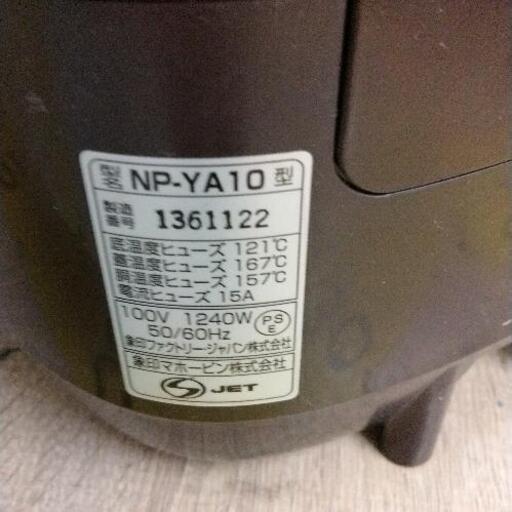 型名 NP-YA10 型
製造番号 1361122
底温度ヒューズ 121℃
蓋温度ヒューズ 167℃
調温度ヒューズ 157℃
電流ヒューズ 15A
100V 1240W
50/60Hz
PSE
象印ファクトリー・ジャパン株式会社
象印マホービン株式会社
JET